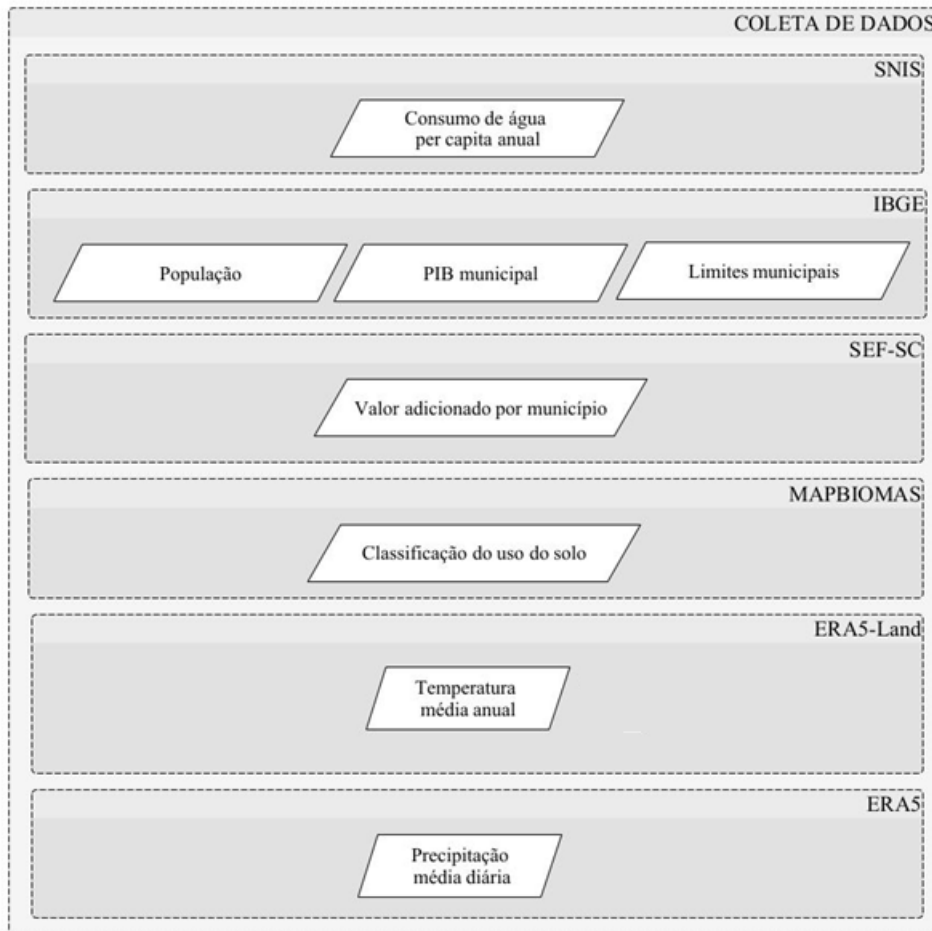 COLETA DE DADOS
SNIS
Consumo de água
per capita anual
IBGE
População
PIB municipal
Limites municipais
SEF-SC
Valor adicionado por município
MAPBIOMAS
Classificação do uso do solo
ERA5-Land
Temperatura
média anual
ERA5
Precipitação
média diária